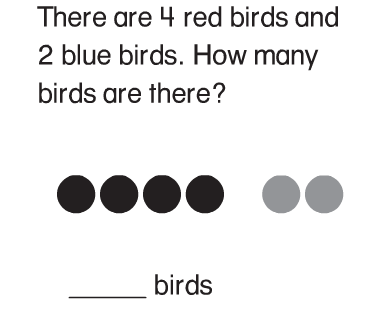 There are 4 red birds and
2 blue birds. How many
birds are there?
______ birds